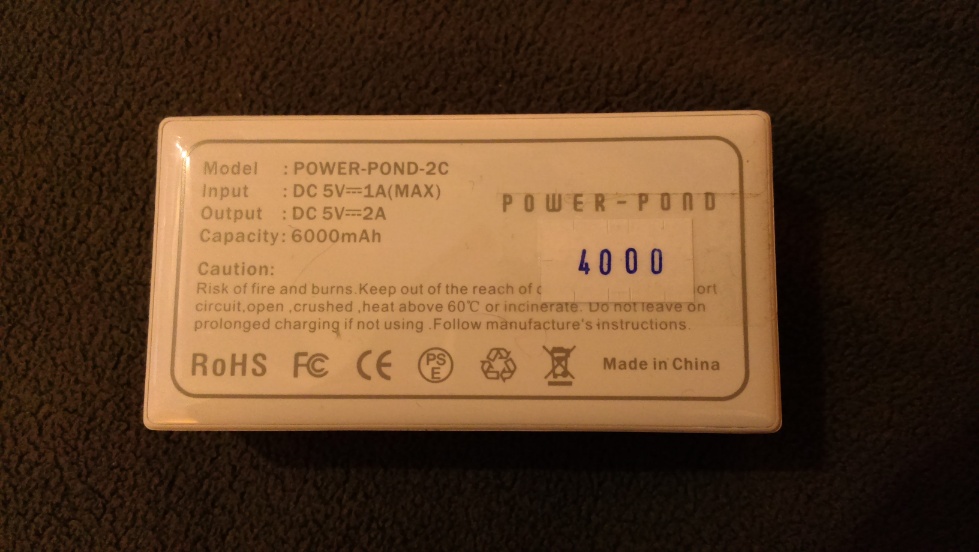 Model : POWER-POND-2C
Input : DC 5V⎓1A(MAX)
Output : DC 5V⎓2A
Capacity: 6000mAh
POWER-POND
4000
Caution:
Risk of fire and burns.Keep out of the reach of
circuit,open ,crushed ,heat above 60℃ or incinerate. Do not leave on
prolonged charging if not using .Follow manufacture's instructions.
RoHS FC CE PSE Made in China